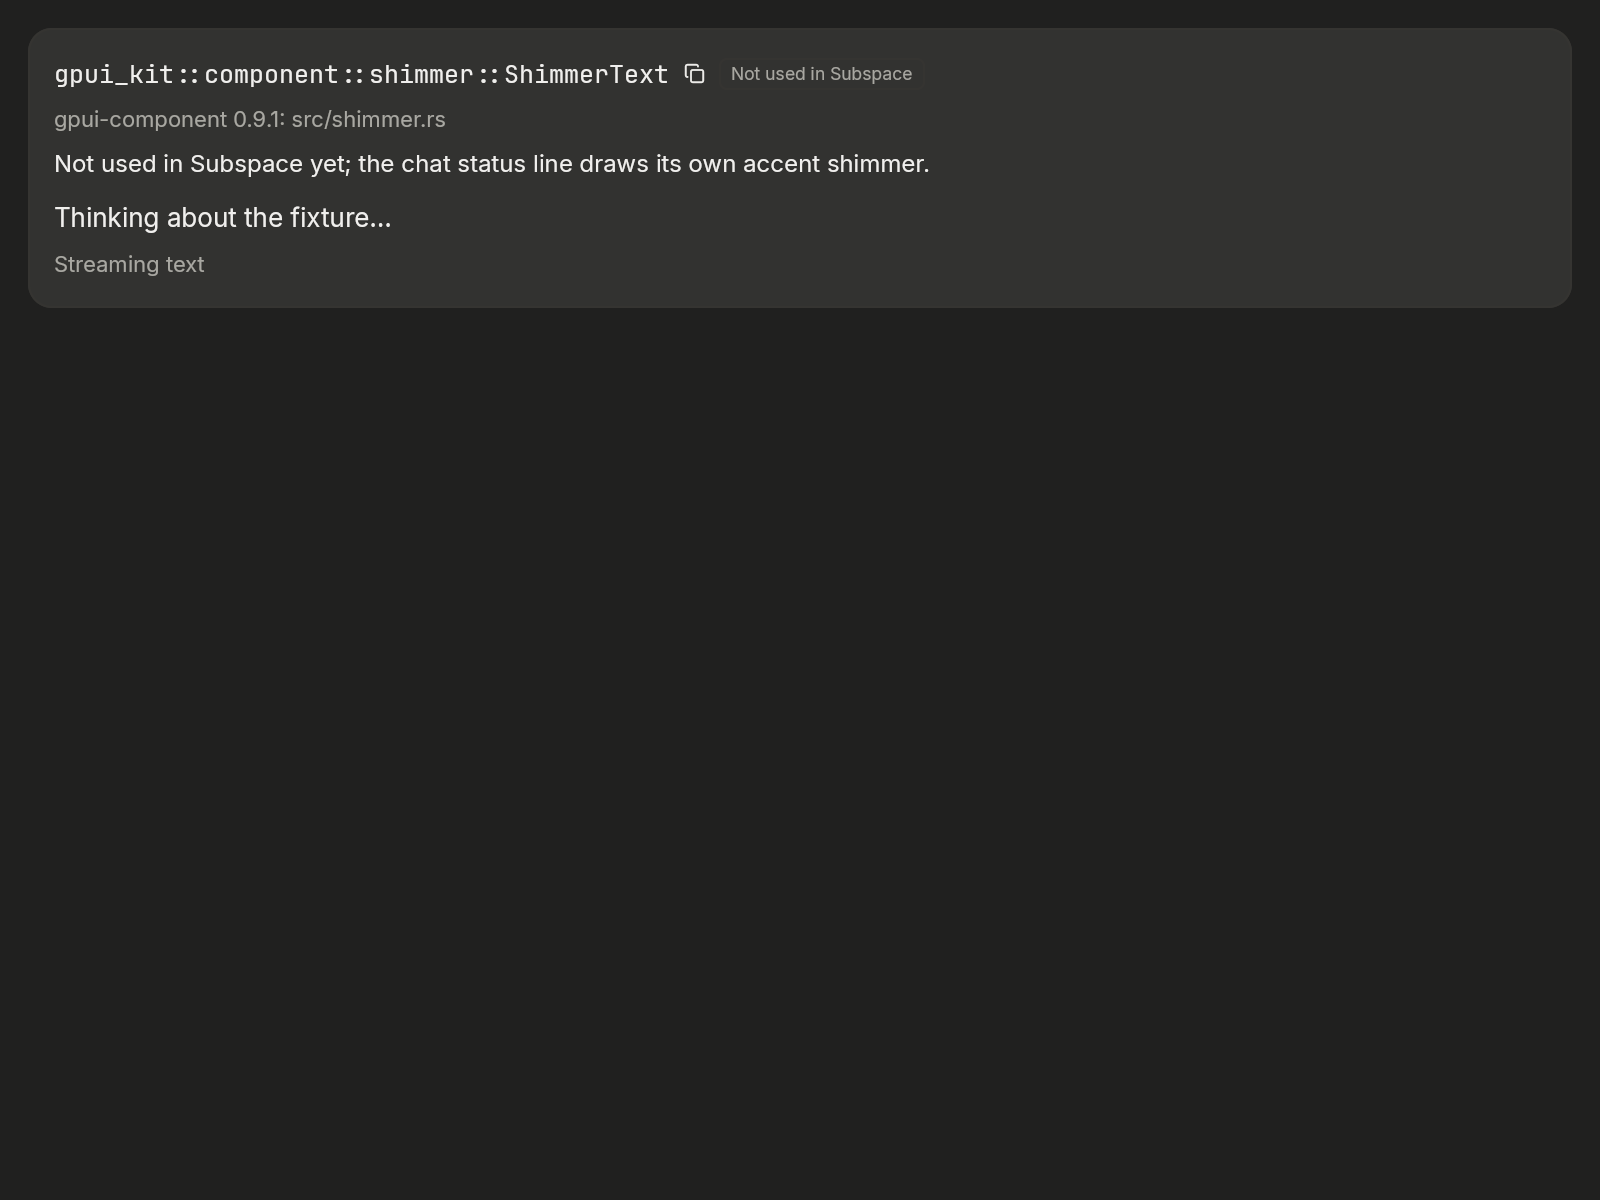 gpui_kit::component::shimmer::ShimmerText Not used in Subspace
gpui-component 0.9.1: src/shimmer.rs
Not used in Subspace yet; the chat status line draws its own accent shimmer.
Thinking about the fixture...
Streaming text